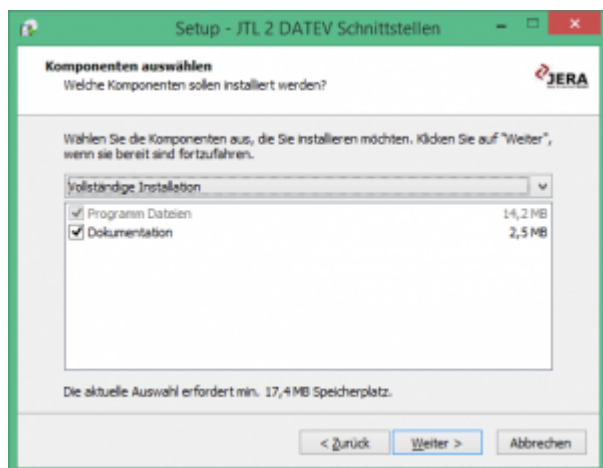 Setup - JTL 2 DATEV Schnittstellen
Komponenten auswählen
Welche Komponenten sollen installiert werden?
JERA
Wählen Sie die Komponenten aus, die Sie installieren möchten. Klicken Sie auf "Weiter",
wenn sie bereit sind fortzufahren.
Vollständige Installation
Programm Dateien 14,2 MB
Dokumentation 2,5 MB
Die aktuelle Auswahl erfordert min. 17,4 MB Speicherplatz.
< Zurück Weiter > Abbrechen